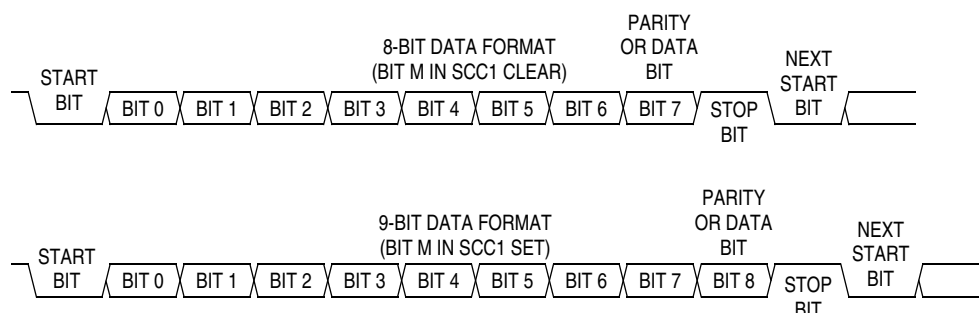 8-BIT DATA FORMAT
(BIT M IN SCC1 CLEAR)
PARITY
OR DATA
BIT
START
BIT
BIT 0 BIT 1 BIT 2 BIT 3 BIT 4 BIT 5 BIT 6 BIT 7
STOP
BIT
NEXT
START
BIT
9-BIT DATA FORMAT
(BIT M IN SCC1 SET)
PARITY
OR DATA
BIT
START
BIT
BIT 0 BIT 1 BIT 2 BIT 3 BIT 4 BIT 5 BIT 6 BIT 7 BIT 8
STOP
BIT
NEXT
START
BIT